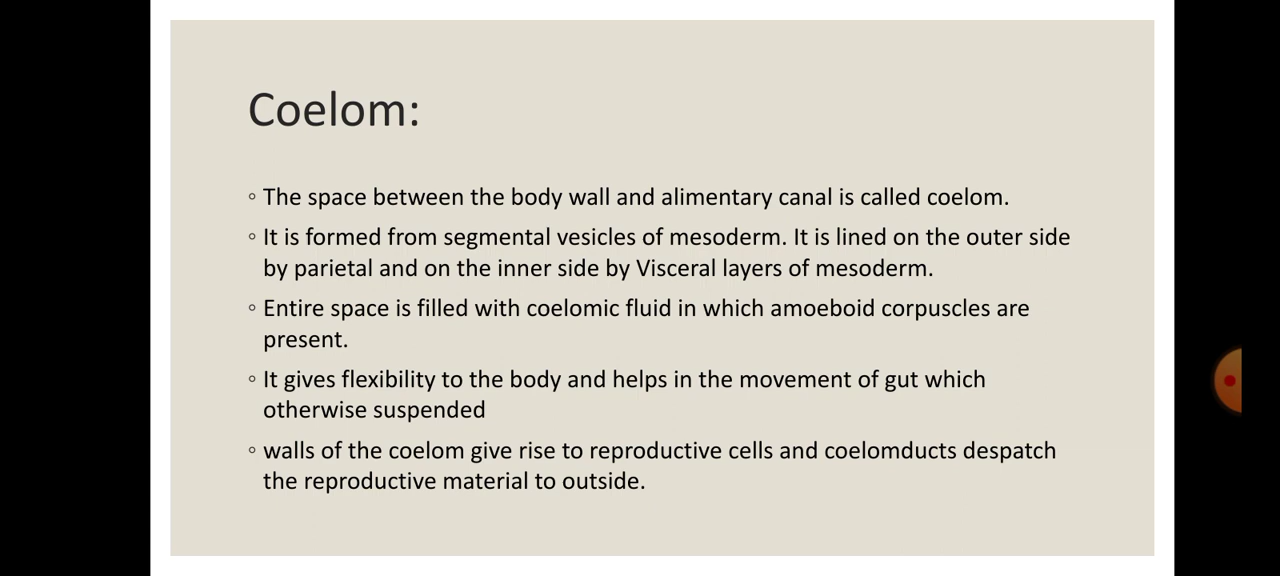 Coelom:
◦ The space between the body wall and alimentary canal is called coelom.
◦ It is formed from segmental vesicles of mesoderm. It is lined on the outer side
by parietal and on the inner side by Visceral layers of mesoderm.
◦ Entire space is filled with coelomic fluid in which amoeboid corpuscles are
present.
◦ It gives flexibility to the body and helps in the movement of gut which
otherwise suspended
◦ walls of the coelom give rise to reproductive cells and coelomducts despatch
the reproductive material to outside.